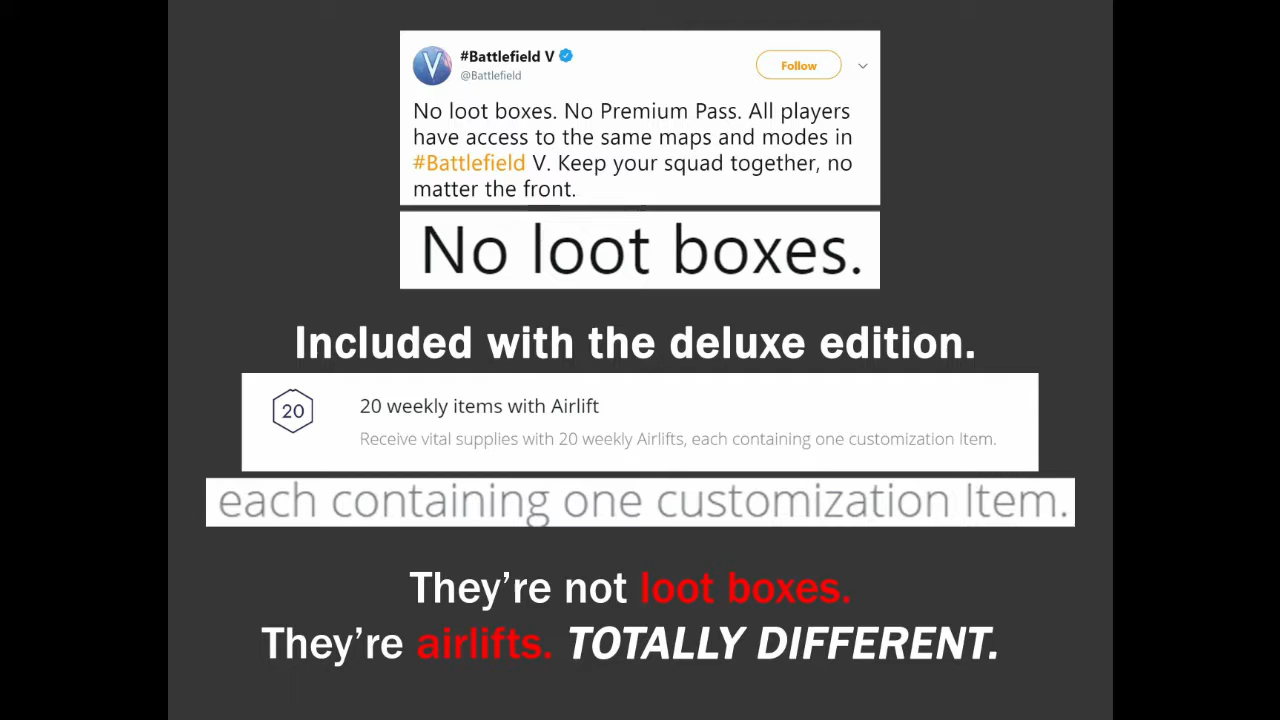 #Battlefield V
@Battlefield
Follow
No loot boxes. No Premium Pass. All players
have access to the same maps and modes in
#Battlefield V. Keep your squad together, no
matter the front.
No loot boxes.
Included with the deluxe edition.
20
20 weekly items with Airlift
Receive vital supplies with 20 weekly Airlifts, each containing one customization Item.
each containing one customization Item.
They're not loot boxes.
They're airlifts. TOTALLY DIFFERENT.